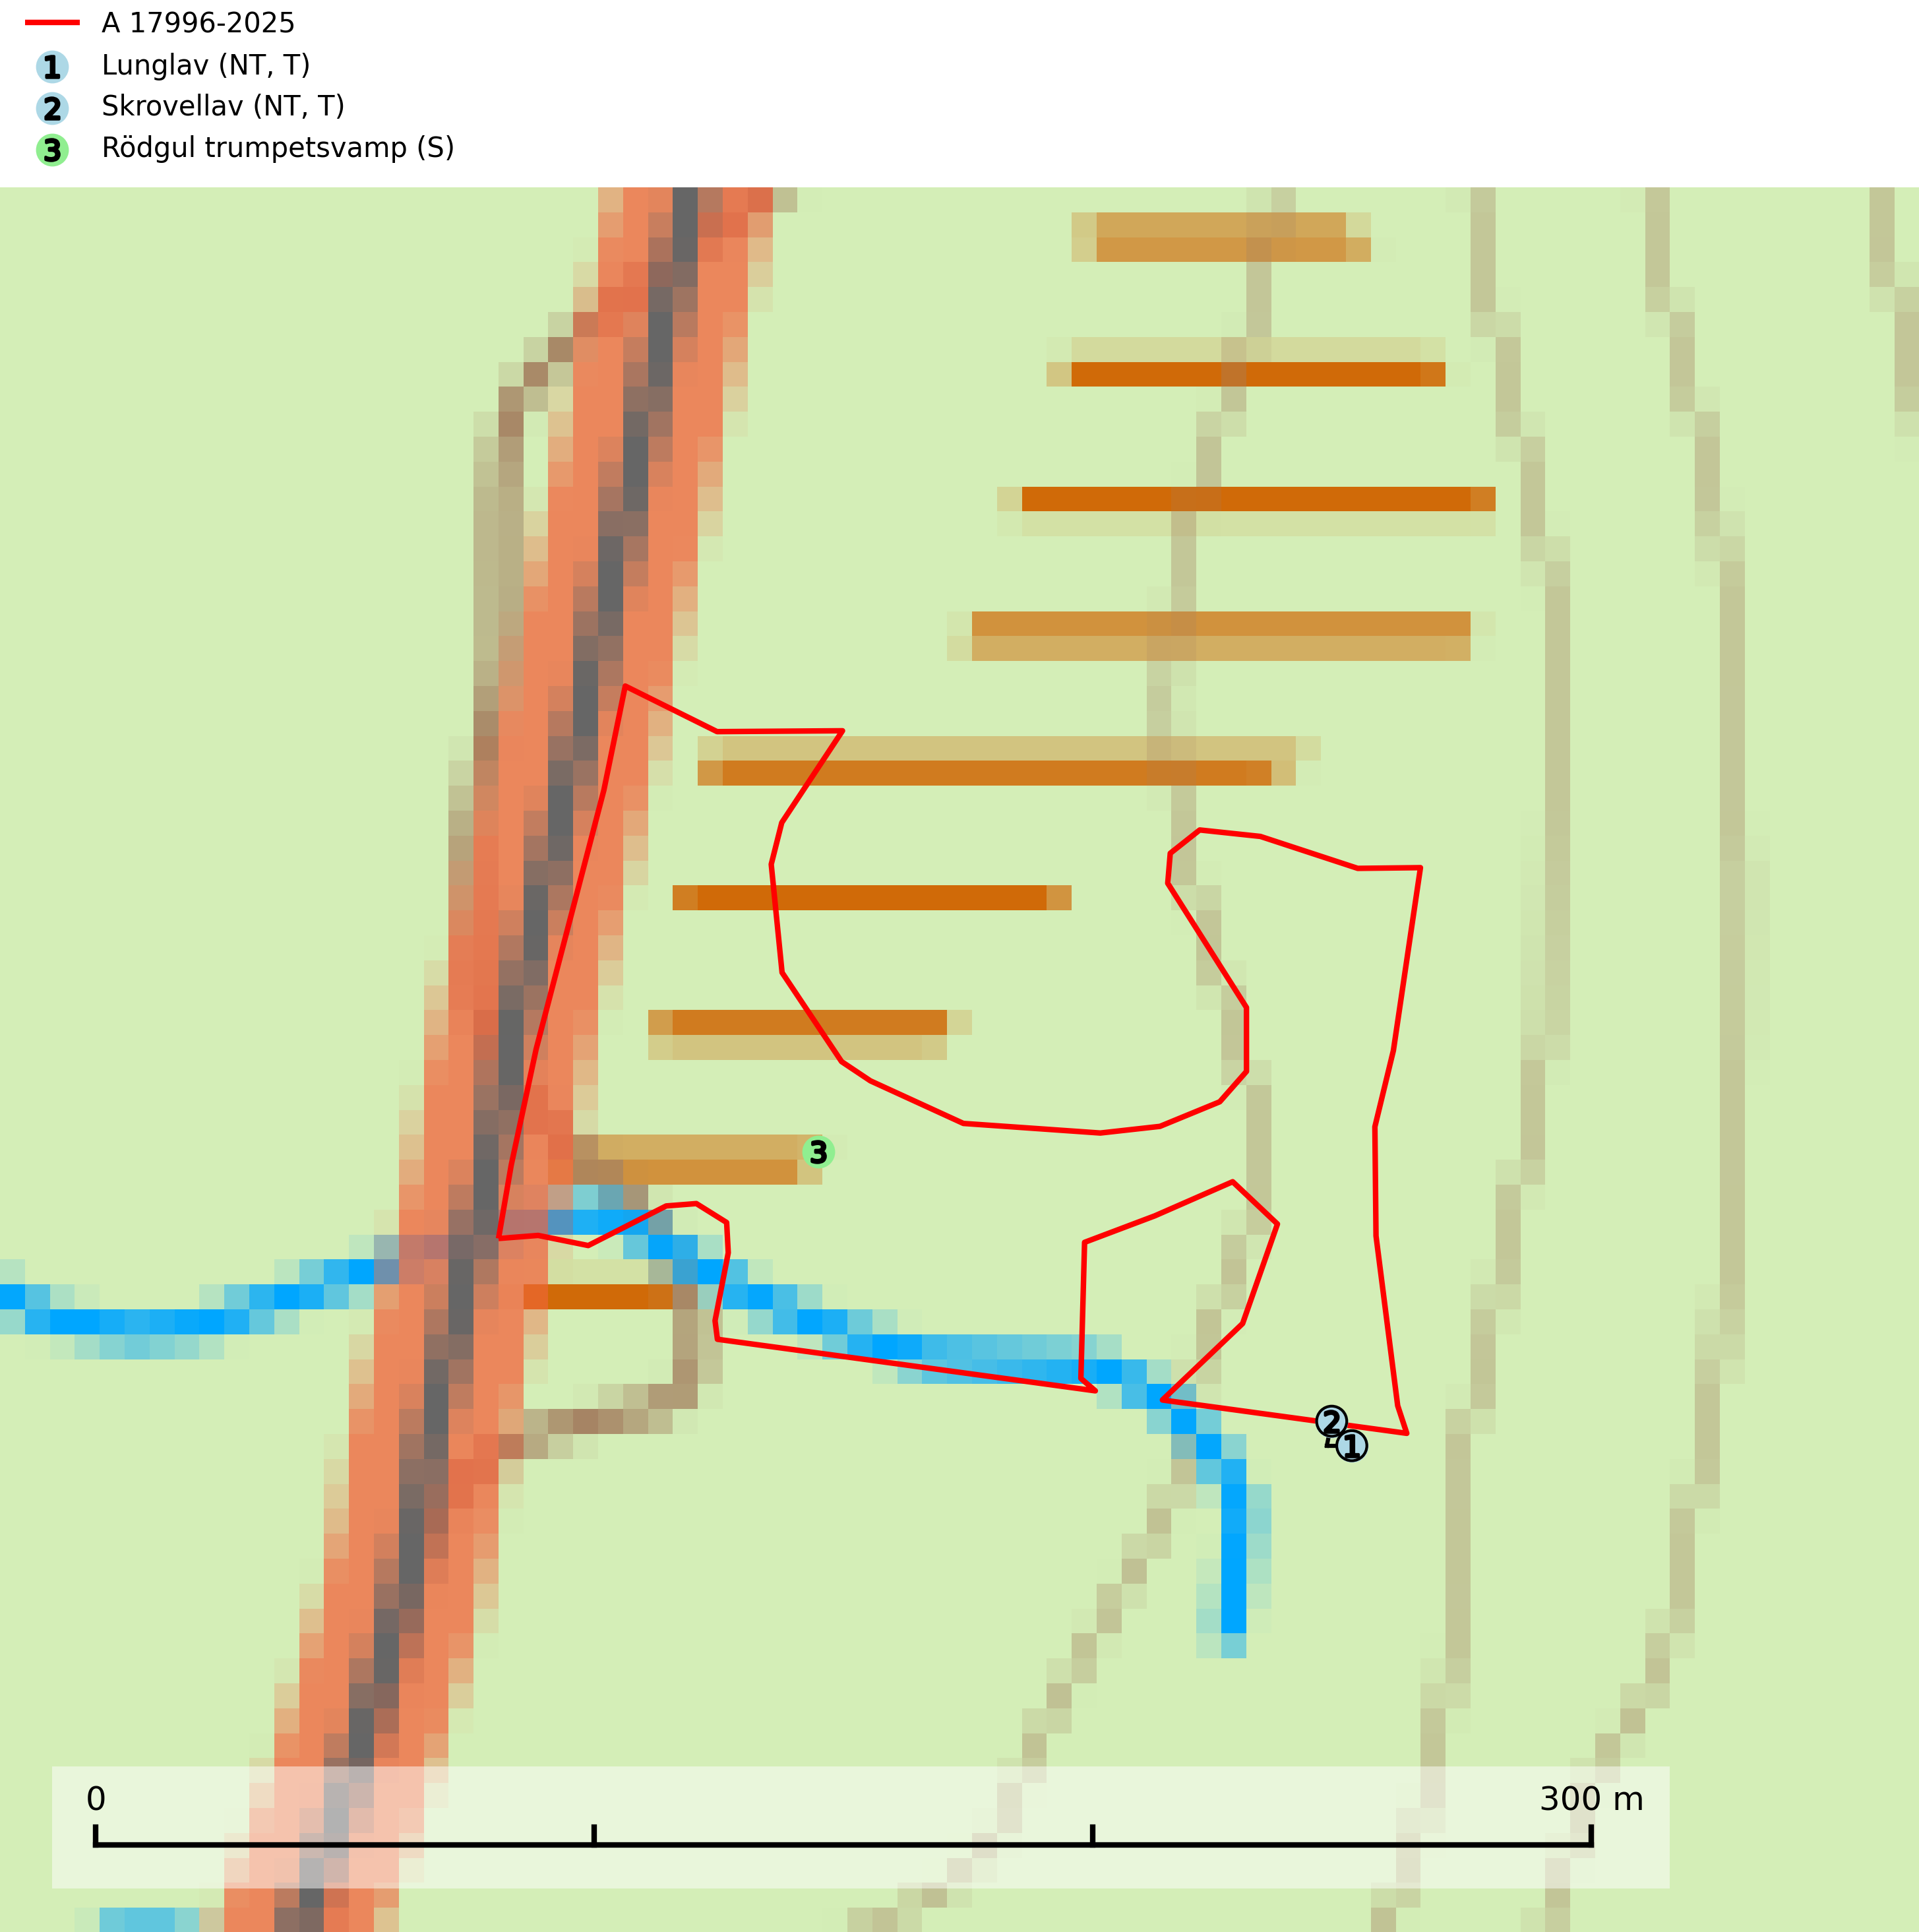 A 17996-2025
1 Lunglav (NT, T)
2 Skrovellav (NT, T)
3 Rödgul trumpetsvamp (S)
3
2
1
0 300 m